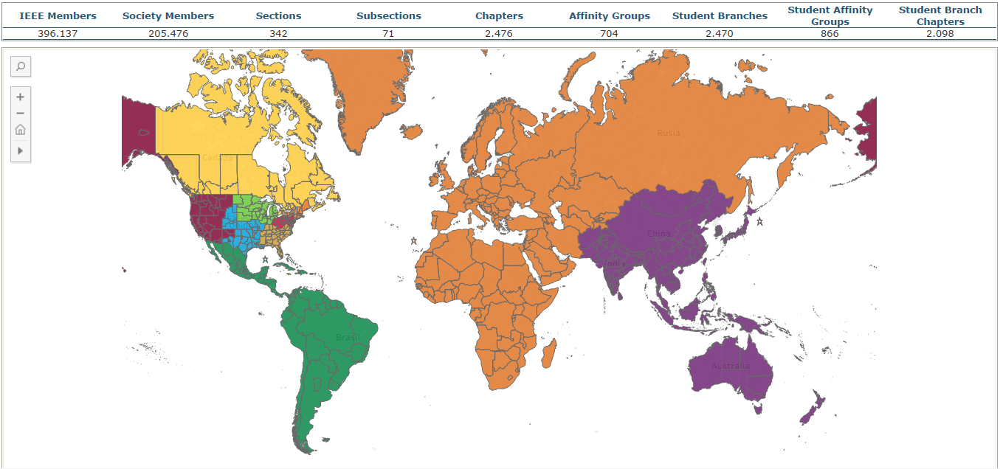 IEEE Members Society Members Sections Subsections Chapters Affinity Groups Student Branches Student Affinity Groups Student Branch Chapters
396.137 205.476 342 71 2.476 704 2.470 866 2.098
Rusia
Canadá
China
India
Brasil
Australia